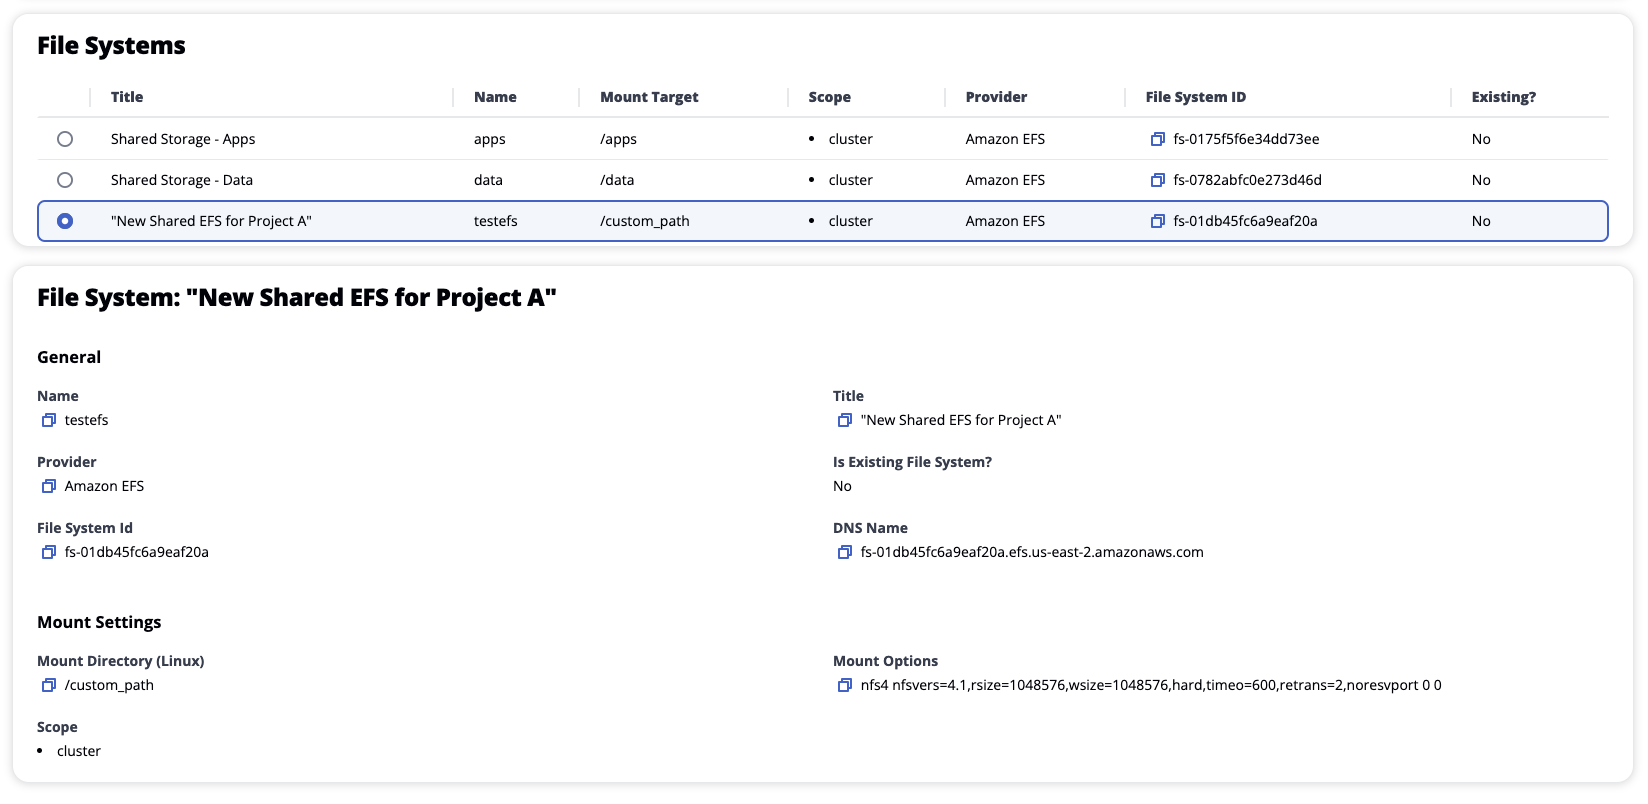 File Systems
Title Name Mount Target Scope Provider File System ID Existing?
Shared Storage - Apps apps /apps • cluster Amazon EFS fs-0175f5f6e34dd73ee No
Shared Storage - Data data /data • cluster Amazon EFS fs-0782abfc0e273d46d No
"New Shared EFS for Project A" testefs /custom_path • cluster Amazon EFS fs-01db45fc6a9eaf20a No
File System: "New Shared EFS for Project A"
General
Name Title
testefs "New Shared EFS for Project A"
Provider Is Existing File System?
Amazon EFS No
File System Id DNS Name
fs-01db45fc6a9eaf20a fs-01db45fc6a9eaf20a.efs.us-east-2.amazonaws.com
Mount Settings
Mount Directory (Linux) Mount Options
/custom_path nfs4 nfsvers=4.1,rsize=1048576,wsize=1048576,hard,timeo=600,retrans=2,noresvport 0 0
Scope
• cluster